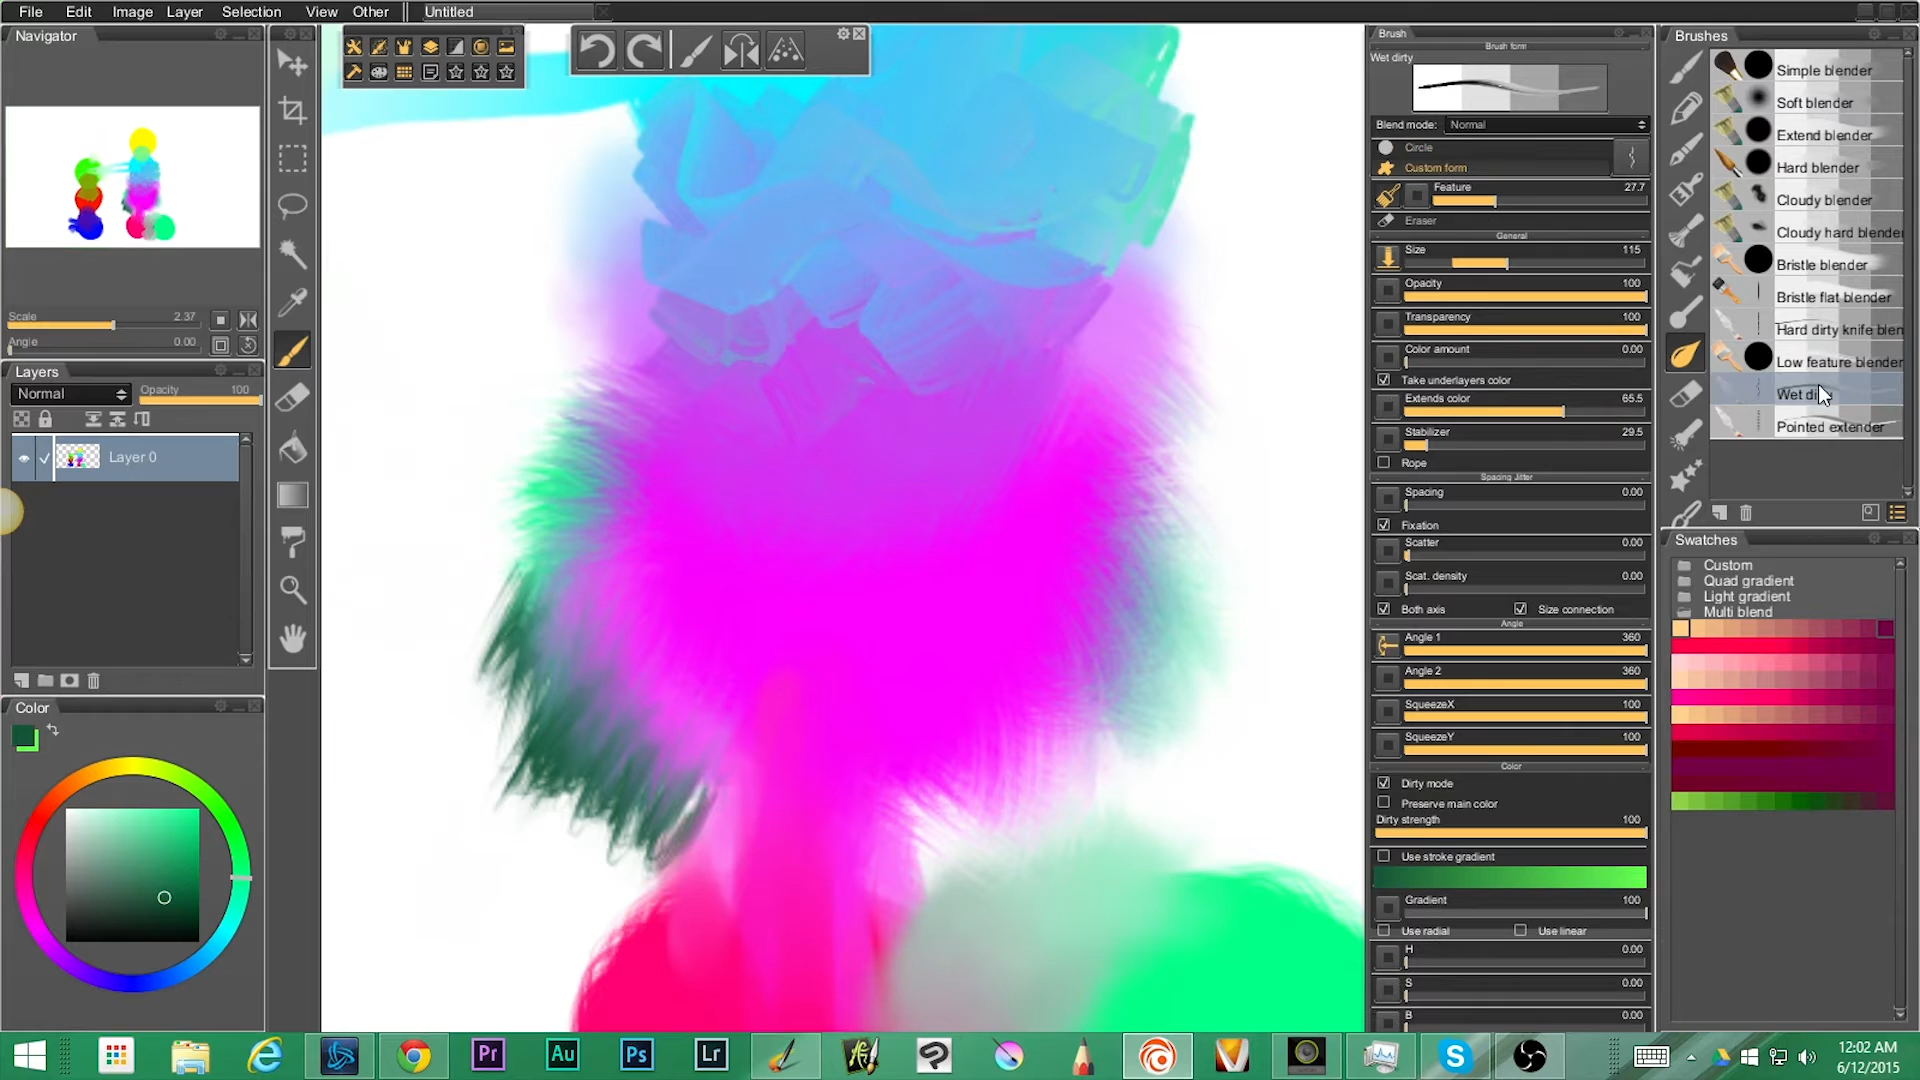 File Edit Image Layer Selection View Other Untitled
Navigator
Scale 2.37
Angle 0.00
Layers
Normal Opacity 100
Layer 0
Color
Brush
Brush form
Wet dirty
Blend mode: Normal
Circle
Custom form
Feature 27.7
Eraser
General
Size 115
Opacity 100
Transparency 100
Color amount 0.00
Take underlayers color
Extends color 65.5
Stabilizer 29.5
Rope
Spacing Jitter
Spacing 0.00
Fixation
Scatter 0.00
Scat. density 0.00
Both axis Size connection
Angle
Angle 1 360
Angle 2 360
SqueezeX 100
SqueezeY 100
Color
Dirty mode
Preserve main color
Dirty strength 100
Use stroke gradient
Gradient 100
Use radial Use linear
H 0.00
S 0.00
B 0.00
Brushes
Simple blender
Soft blender
Extend blender
Hard blender
Cloudy blender
Cloudy hard blender
Bristle blender
Bristle flat blender
Hard dirty knife blen
Low feature blender
Wet di
Pointed extender
Swatches
Custom
Quad gradient
Light gradient
Multi blend
Pr Au Ps Lr
12:02 AM
6/12/2015